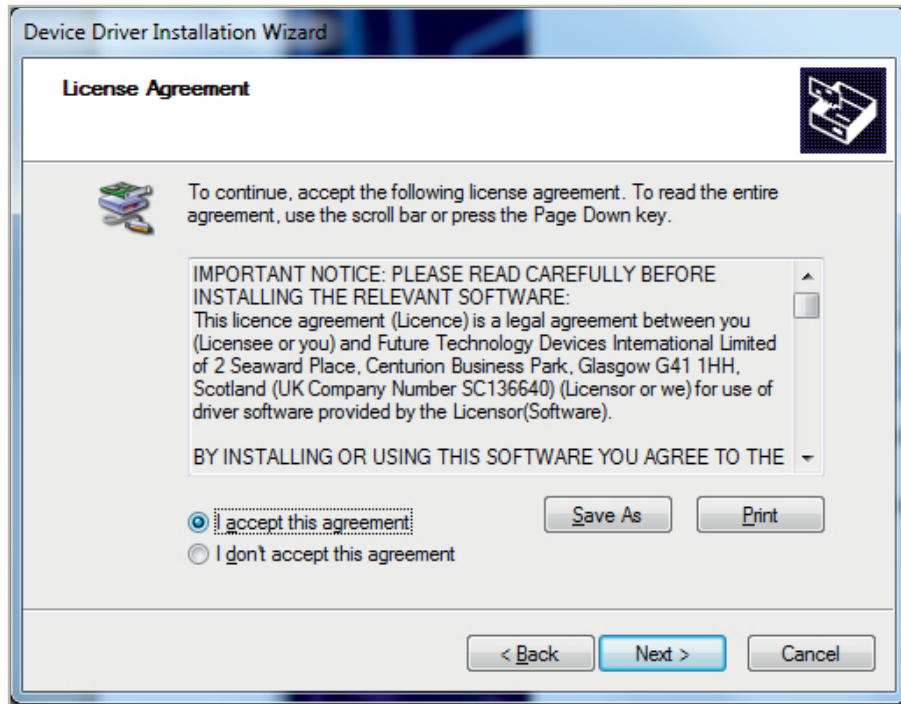 Device Driver Installation Wizard
License Agreement
To continue, accept the following license agreement. To read the entire
agreement, use the scroll bar or press the Page Down key.
IMPORTANT NOTICE: PLEASE READ CAREFULLY BEFORE
INSTALLING THE RELEVANT SOFTWARE:
This licence agreement (Licence) is a legal agreement between you
(Licensee or you) and Future Technology Devices International Limited
of 2 Seaward Place, Centurion Business Park, Glasgow G41 1HH,
Scotland (UK Company Number SC136640) (Licensor or we) for use of
driver software provided by the Licensor(Software).
BY INSTALLING OR USING THIS SOFTWARE YOU AGREE TO THE
I accept this agreement
Save As
Print
I don't accept this agreement
< Back
Next >
Cancel